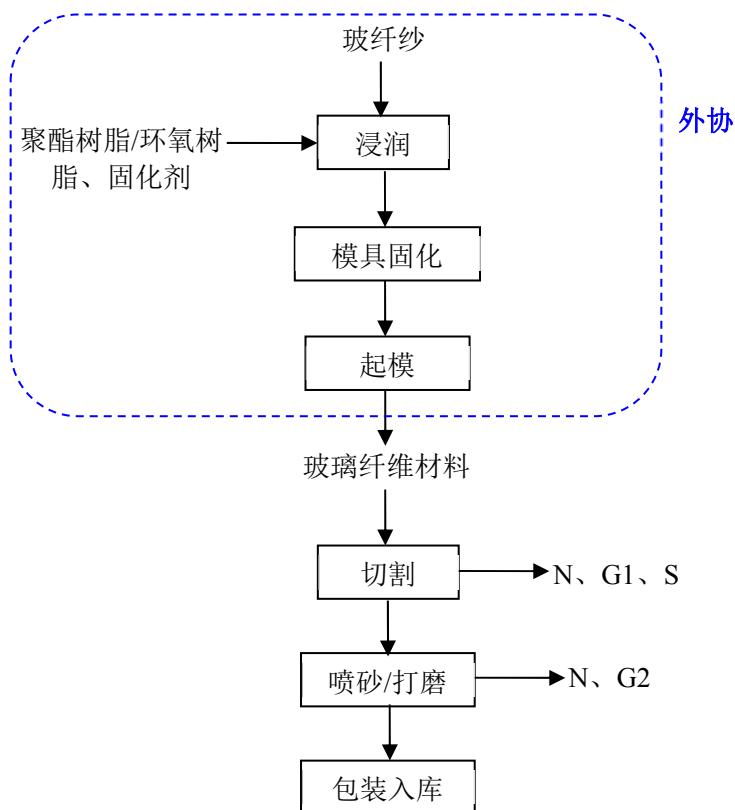 玻纤纱
外协
聚酯树脂/环氧树
脂、固化剂
浸润
模具固化
起模
玻璃纤维材料
切割
N、G1、S
喷砂/打磨
N、G2
包装入库